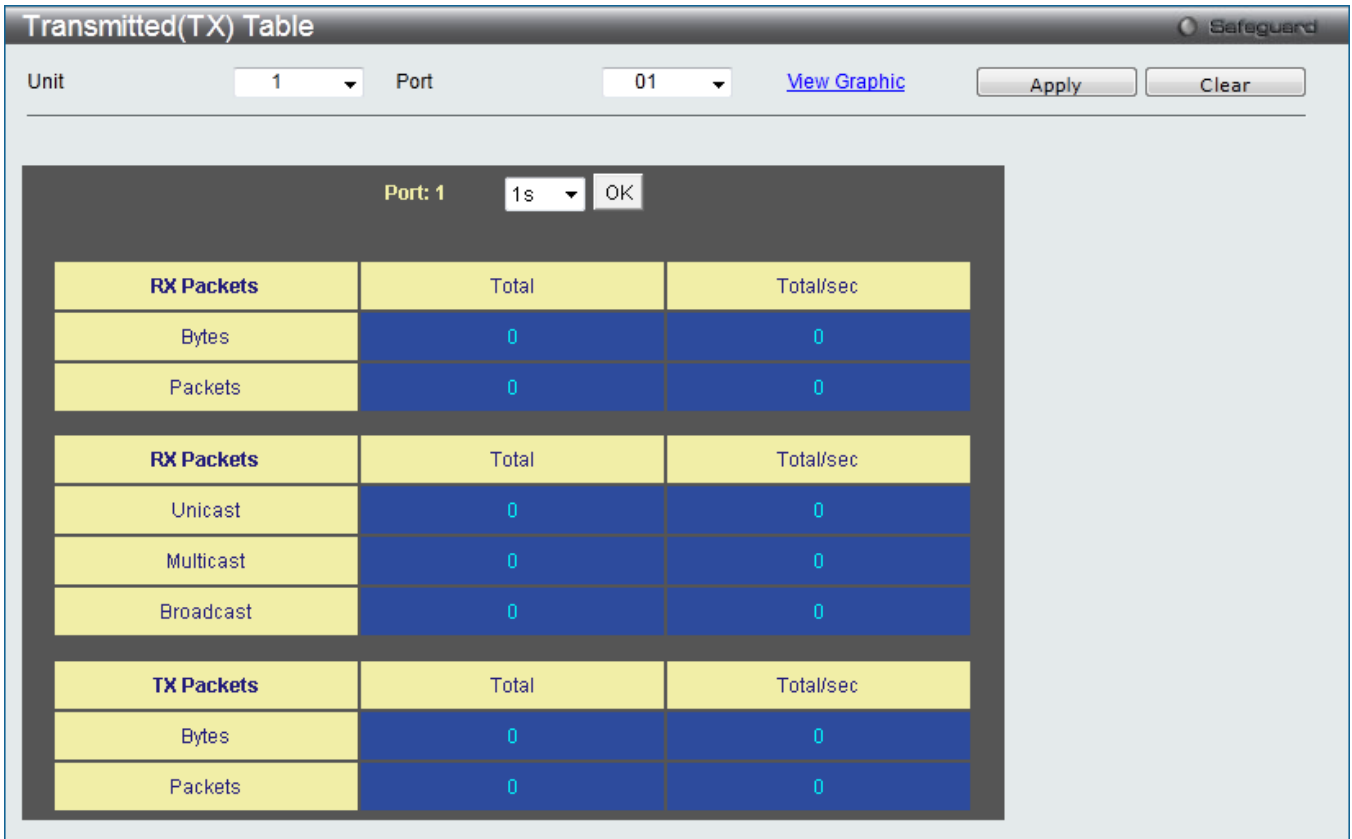 Transmitted(TX) Table Safeguard
Unit 1 Port 01 View Graphic Apply Clear
Port: 1 1s OK
RX Packets Total Total/sec
Bytes 0 0
Packets 0 0
RX Packets Total Total/sec
Unicast 0 0
Multicast 0 0
Broadcast 0 0
TX Packets Total Total/sec
Bytes 0 0
Packets 0 0